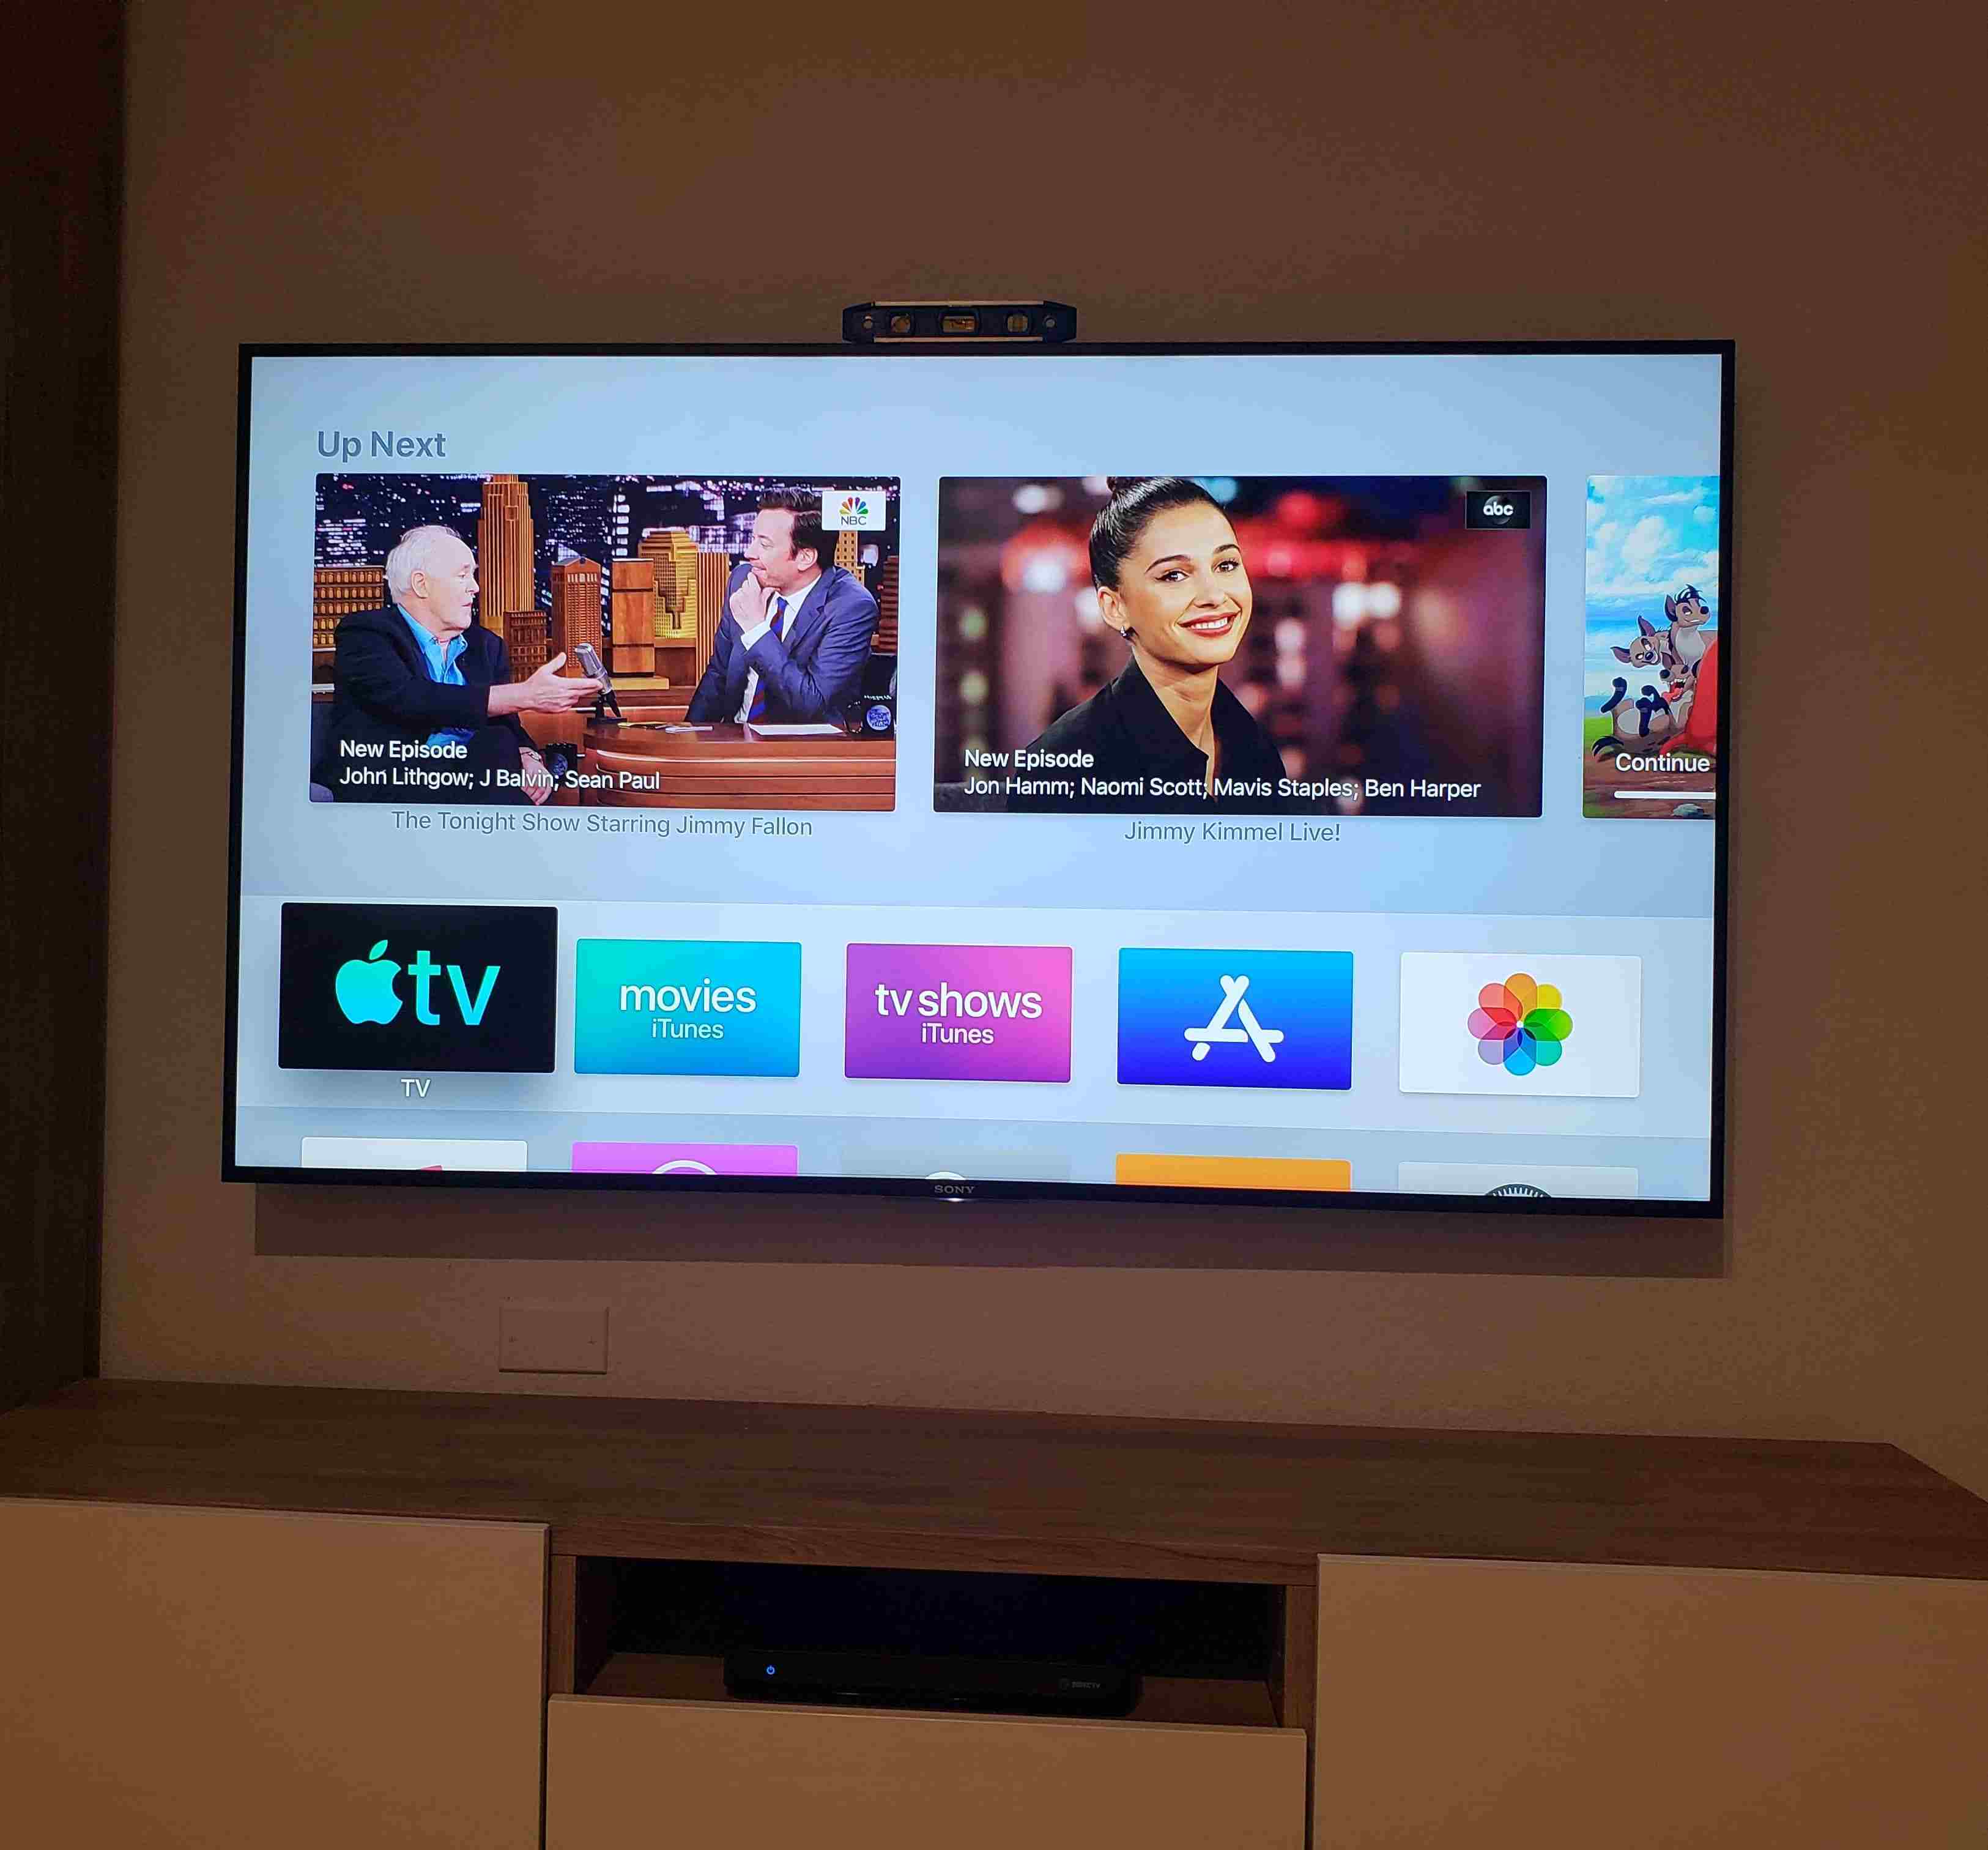 Up Next
NBC
abc
New Episode
John Lithgow; J Balvin; Sean Paul
New Episode
Jon Hamm; Naomi Scott; Mavis Staples; Ben Harper
Continue
The Tonight Show Starring Jimmy Fallon
Jimmy Kimmel Live!
tv
movies
iTunes
tv shows
iTunes
TV
SONY
DIRECTV